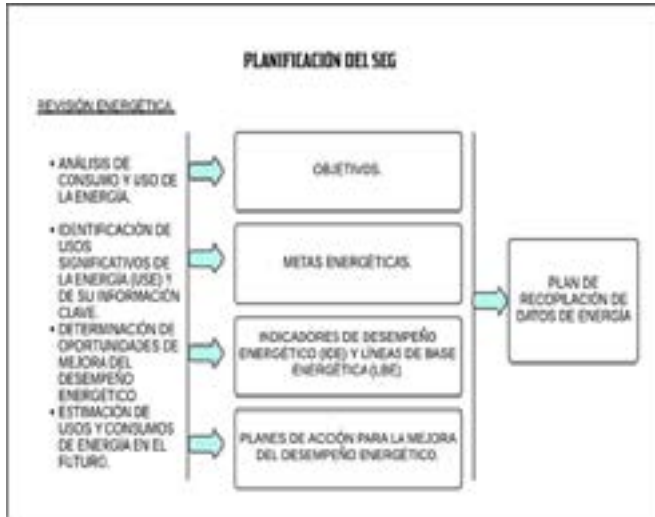 PLANIFICACIÓN DEL SEG
REVISIÓN ENERGÉTICA.
• ANÁLISIS DE
CONSUMO Y USO DE
LA ENERGÍA.
• IDENTIFICACIÓN DE
USOS
SIGNIFICATIVOS DE
LA ENERGÍA (USE) Y
DE SU INFORMACIÓN
CLAVE.
• DETERMINACIÓN DE
OPORTUNIDADES DE
MEJORA DEL
DESEMPEÑO
ENERGÉTICO
• ESTIMACIÓN DE
USOS Y CONSUMOS
DE ENERGÍA EN EL
FUTURO.
OBJETIVOS.
METAS ENERGÉTICAS.
INDICADORES DE DESEMPEÑO
ENERGÉTICO (IDE) Y LÍNEAS DE BASE
ENERGÉTICA (LBE)
PLANES DE ACCIÓN PARA LA MEJORA
DEL DESEMPEÑO ENERGÉTICO.
PLAN DE
RECOPILACIÓN DE
DATOS DE ENERGÍA